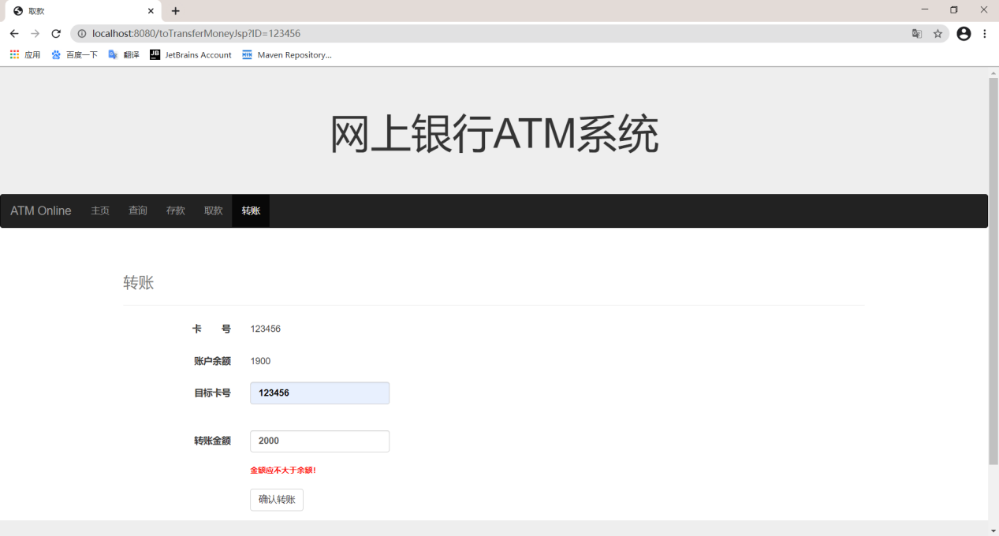 取款
localhost:8080/toTransferMoneyJsp?ID=123456
应用 百度一下 翻译 JetBrains Account Maven Repository...
网上银行ATM系统
ATM Online 主页 查询 存款 取款 转账
转账
卡 号 123456
账户余额 1900
目标卡号 123456
转账金额 2000
金额应不大于余额!
确认转账